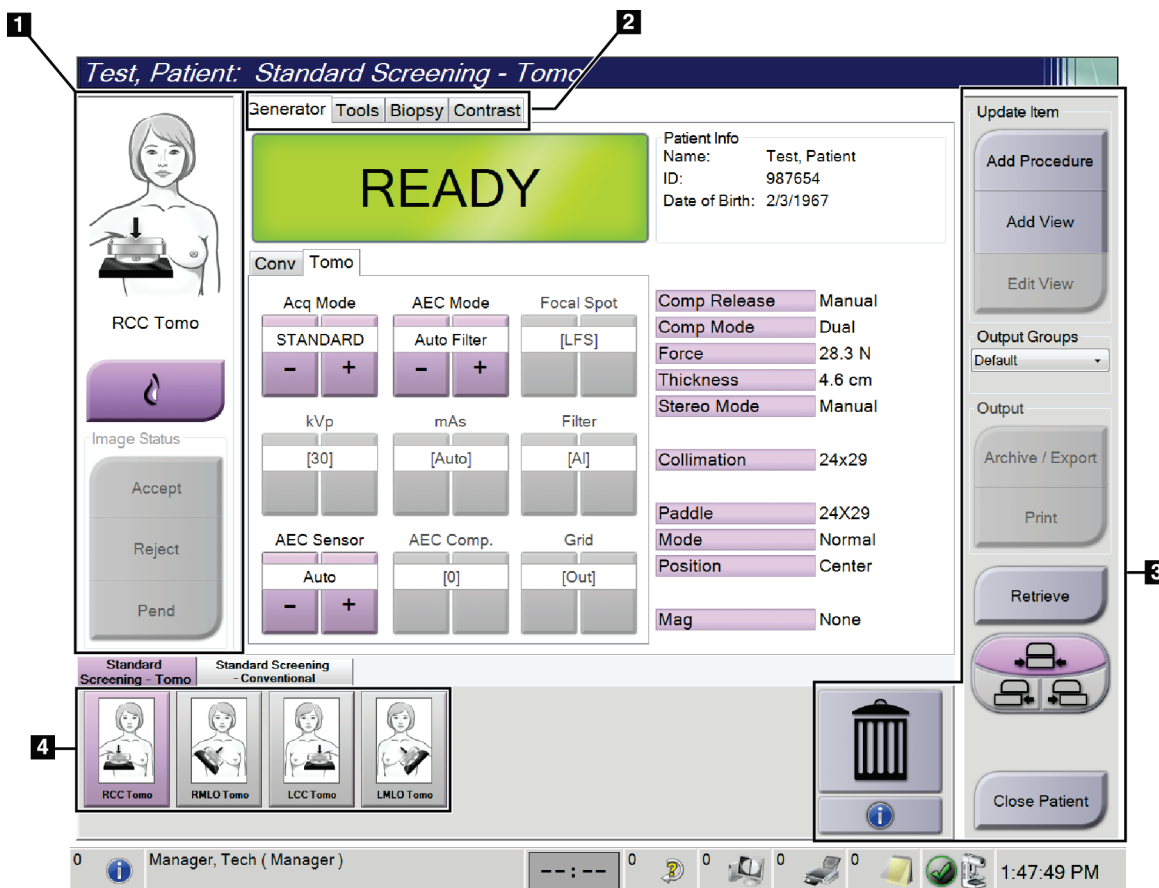 1
2
Test, Patient: Standard Screening - Tomo
Generator Tools Biopsy Contrast
READY
Patient Info
Name: Test, Patient
ID: 987654
Date of Birth: 2/3/1967
RCC Tomo
Image Status
Accept
Reject
Pend
Conv Tomo
Acq Mode AEC Mode Focal Spot
STANDARD Auto Filter [LFS]
- + - +
kVp mAs Filter
[30] [Auto] [Al]
AEC Sensor AEC Comp. Grid
Auto [0] [Out]
- +
Comp Release Manual
Comp Mode Dual
Force 28.3 N
Thickness 4.6 cm
Stereo Mode Manual
Collimation 24x29
Paddle 24X29
Mode Normal
Position Center
Mag None
Update Item
Add Procedure
Add View
Edit View
Output Groups
Default
Output
Archive / Export
Print
3
Retrieve
Close Patient
Standard
Screening - Tomo
Standard Screening
- Conventional
4
RCC Tomo
RMLO Tomo
LCC Tomo
LMLO Tomo
0 i Manager, Tech ( Manager ) --:-- 0 ? 0 0 0 1:47:49 PM
i